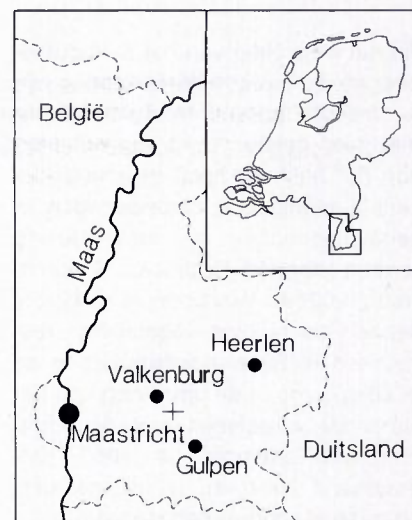 België
Maas
Heerlen
Valkenburg
Maastricht
Gulpen
Duitsland